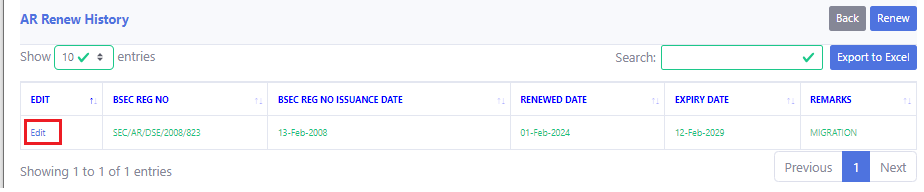 AR Renew History
Back Renew
Show 10 entries Search: Export to Excel
EDIT BSEC REG NO BSEC REG NO ISSUANCE DATE RENEWED DATE EXPIRY DATE REMARKS
Edit SEC/AR/DSE/2008/823 13-Feb-2008 01-Feb-2024 12-Feb-2029 MIGRATION
Showing 1 to 1 of 1 entries Previous 1 Next